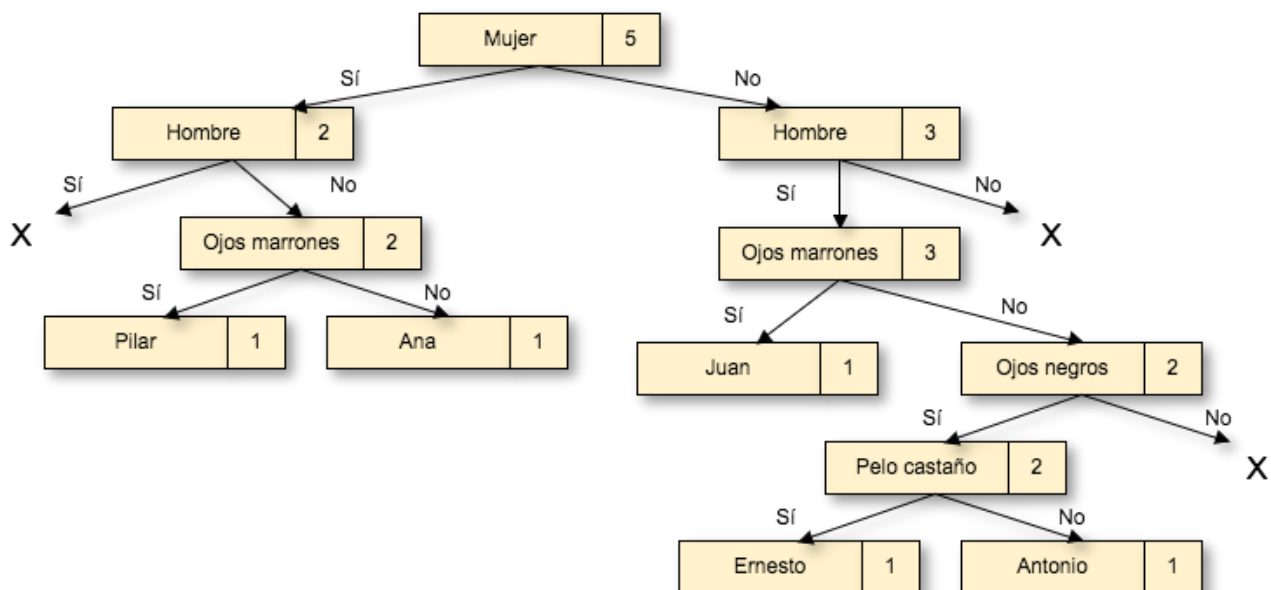 Mujer 5
Sí No
Hombre 2 Hombre 3
Sí No Sí No
X Ojos marrones 2 Ojos marrones 3 X
Sí No Sí No
Pilar 1 Ana 1 Juan 1 Ojos negros 2
Sí No
Pelo castaño 2 X
Sí No
Ernesto 1 Antonio 1